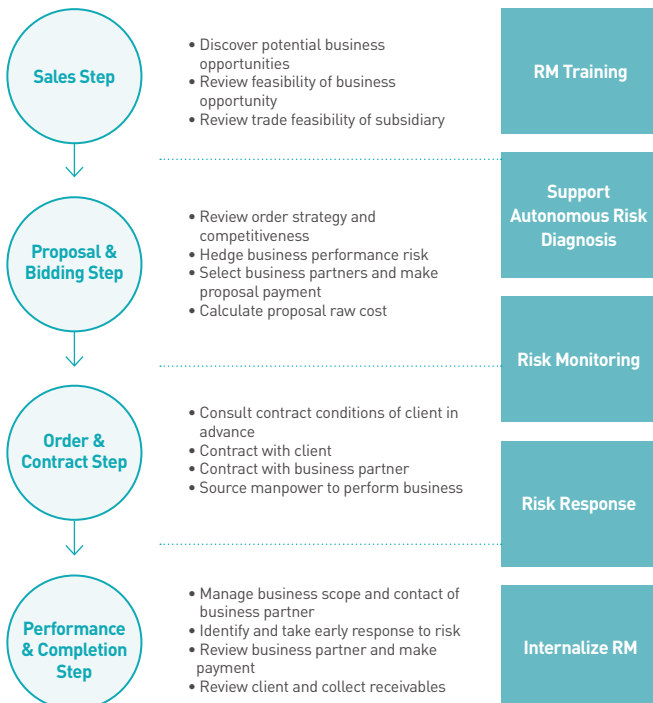 Sales Step
• Discover potential business
opportunities
• Review feasibility of business
opportunity
• Review trade feasibility of subsidiary
RM Training
Proposal &
Bidding Step
• Review order strategy and
competitiveness
• Hedge business performance risk
• Select business partners and make
proposal payment
• Calculate proposal raw cost
Support
Autonomous Risk
Diagnosis
Risk Monitoring
Order &
Contract Step
• Consult contract conditions of client in
advance
• Contract with client
• Contract with business partner
• Source manpower to perform business
Risk Response
Performance
& Completion
Step
• Manage business scope and contact of
business partner
• Identify and take early response to risk
• Review business partner and make
payment
• Review client and collect receivables
Internalize RM